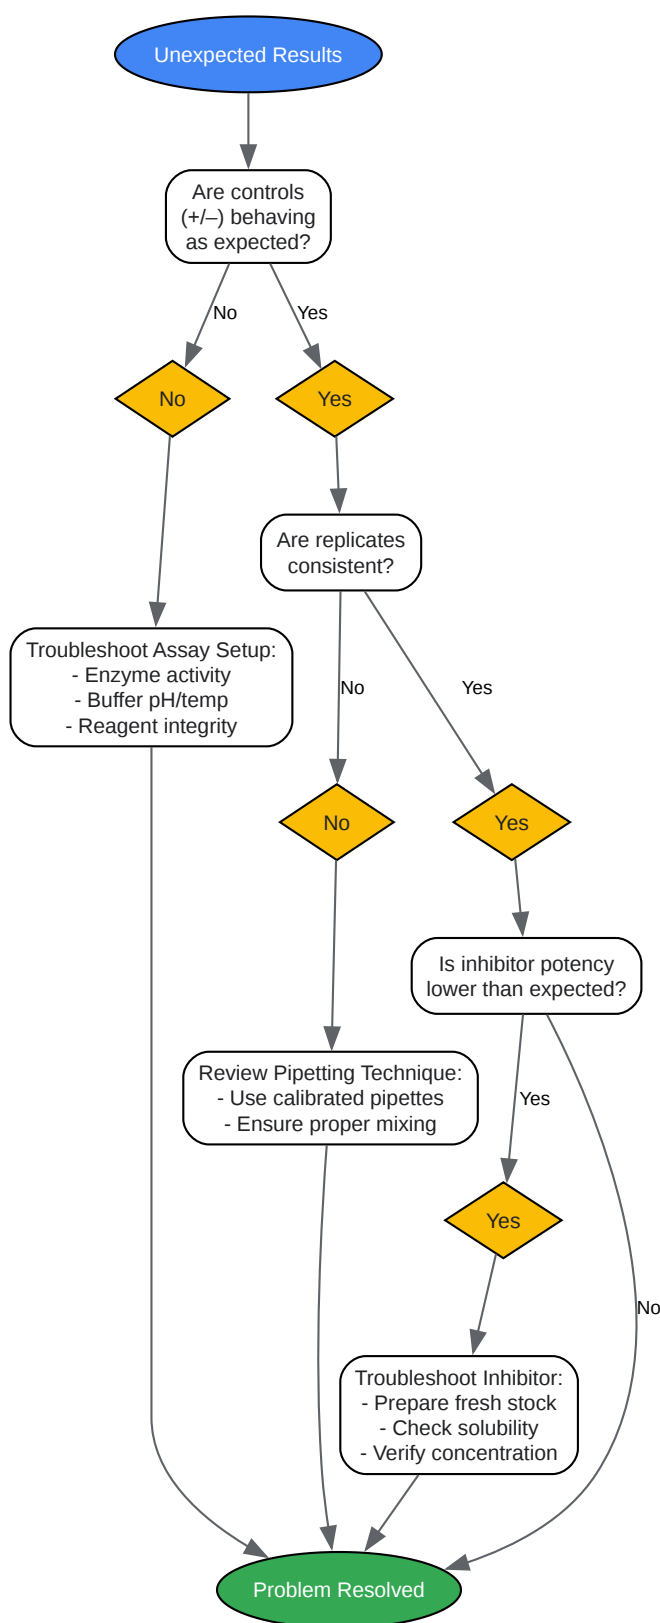 Unexpected Results
Are controls
(+/–) behaving
as expected?
No
Yes
No
Yes
Are replicates
consistent?
Troubleshoot Assay Setup:
- Enzyme activity
- Buffer pH/temp
- Reagent integrity
No
Yes
No
Yes
Is inhibitor potency
lower than expected?
Review Pipetting Technique:
- Use calibrated pipettes
- Ensure proper mixing
Yes
Yes
No
Troubleshoot Inhibitor:
- Prepare fresh stock
- Check solubility
- Verify concentration
Problem Resolved